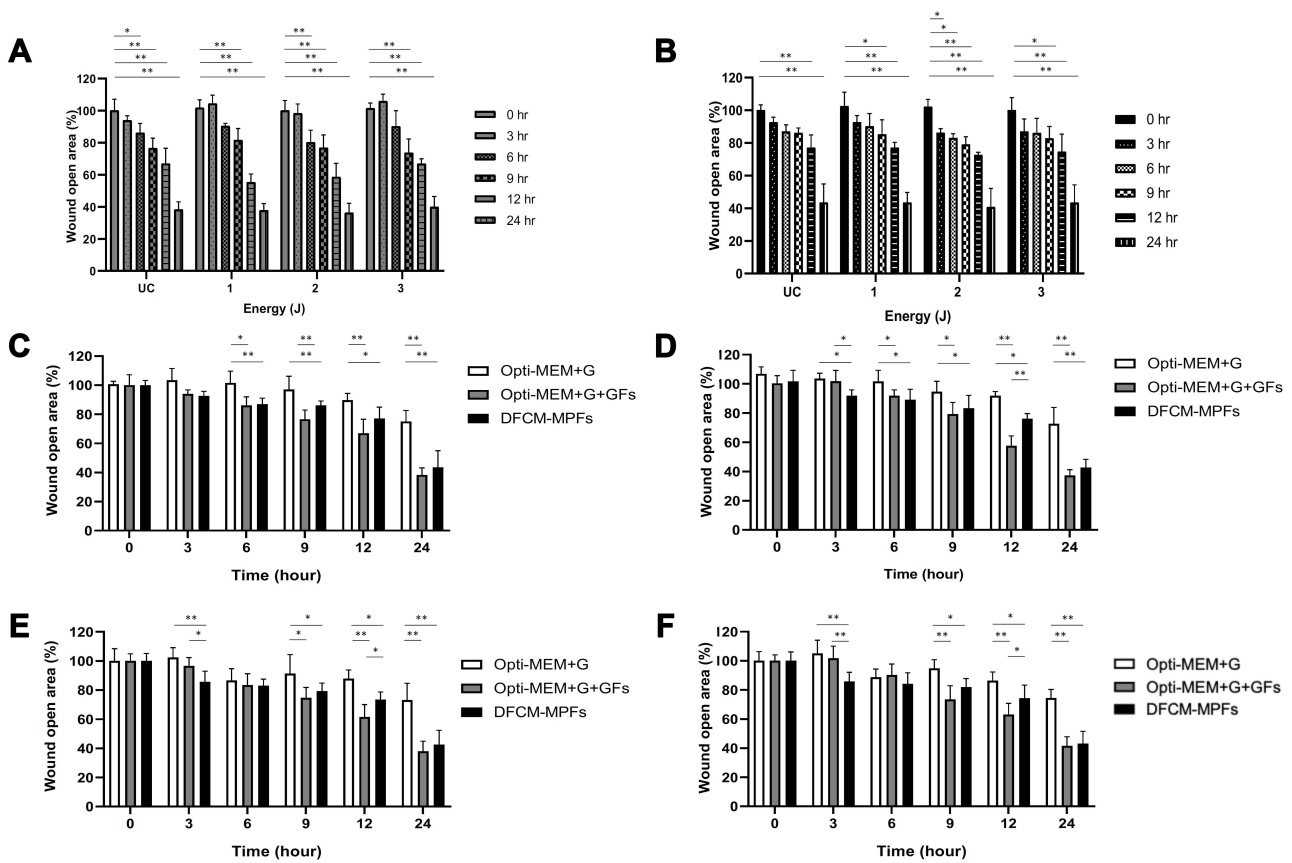 A
*
**
**
**
**
**
**
**
**
**
**
**
**
**
Wound open area (%)
120
100
80
60
40
20
0
UC 1 2 3
Energy (J)
0 hr
3 hr
6 hr
9 hr
12 hr
24 hr
B
**
**
*
**
**
*
*
**
**
**
*
**
**
Wound open area (%)
120
100
80
60
40
20
0
UC 1 2 3
Energy (J)
0 hr
3 hr
6 hr
9 hr
12 hr
24 hr
C
* ** ** **
** ** * **
Wound open area (%)
120
100
80
60
40
20
0
0 3 6 9 12 24
Time (hour)
Opti-MEM+G
Opti-MEM+G+GFs
DFCM-MPFs
D
* * * ** **
* * * * **
**
Wound open area (%)
120
100
80
60
40
20
0
0 3 6 9 12 24
Time (hour)
Opti-MEM+G
Opti-MEM+G+GFs
DFCM-MPFs
E
** * * **
* * ** **
*
Wound open area (%)
120
100
80
60
40
20
0
0 3 6 9 12 24
Time (hour)
Opti-MEM+G
Opti-MEM+G+GFs
DFCM-MPFs
F
** * * **
** ** ** **
*
Wound open area (%)
120
100
80
60
40
20
0
0 3 6 9 12 24
Time (hour)
Opti-MEM+G
Opti-MEM+G+GFs
DFCM-MPFs